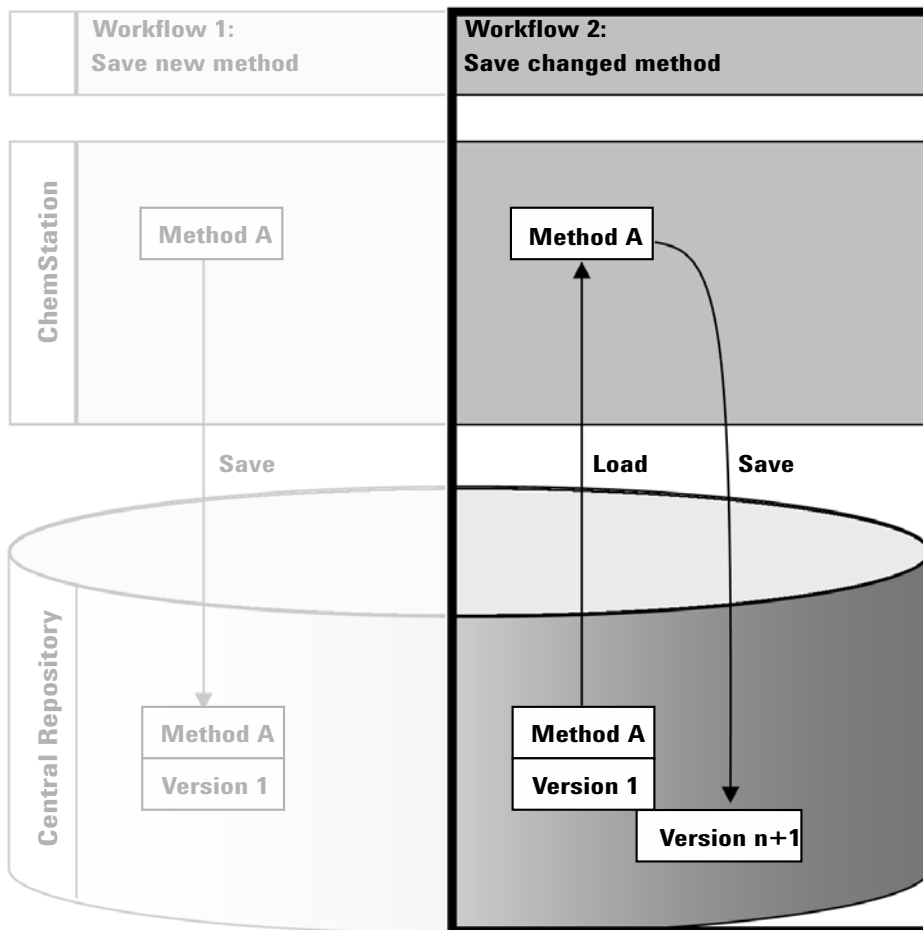 Workflow 1:
Save new method
Workflow 2:
Save changed method
ChemStation
Method A
Method A
Save
Load
Save
Central Repository
Method A
Version 1
Method A
Version 1
Version n+1